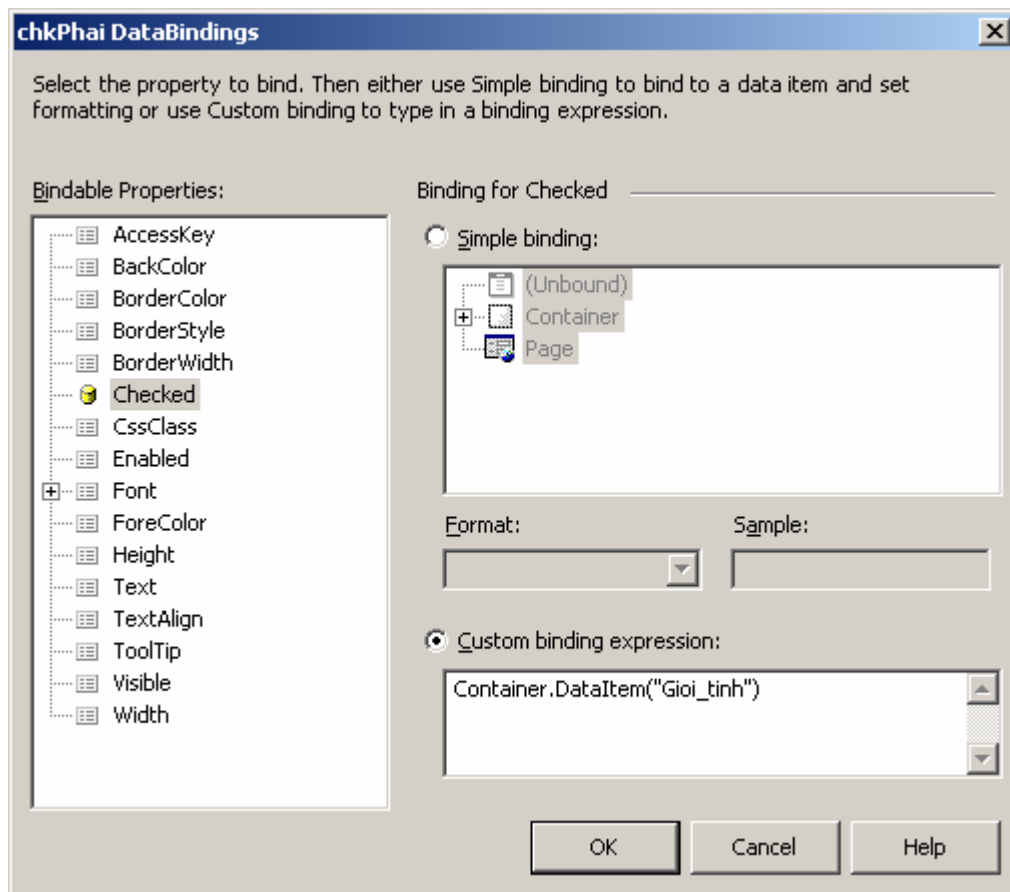 chkPhai DataBindings
Select the property to bind. Then either use Simple binding to bind to a data item and set
formatting or use Custom binding to type in a binding expression.
Bindable Properties:
AccessKey
BackColor
BorderColor
BorderStyle
BorderWidth
Checked
CssClass
Enabled
Font
ForeColor
Height
Text
TextAlign
ToolTip
Visible
Width
Binding for Checked
Simple binding:
(Unbound)
Container
Page
Format:
Sample:
Custom binding expression:
Container.DataItem("Gioi_tinh")
OK
Cancel
Help